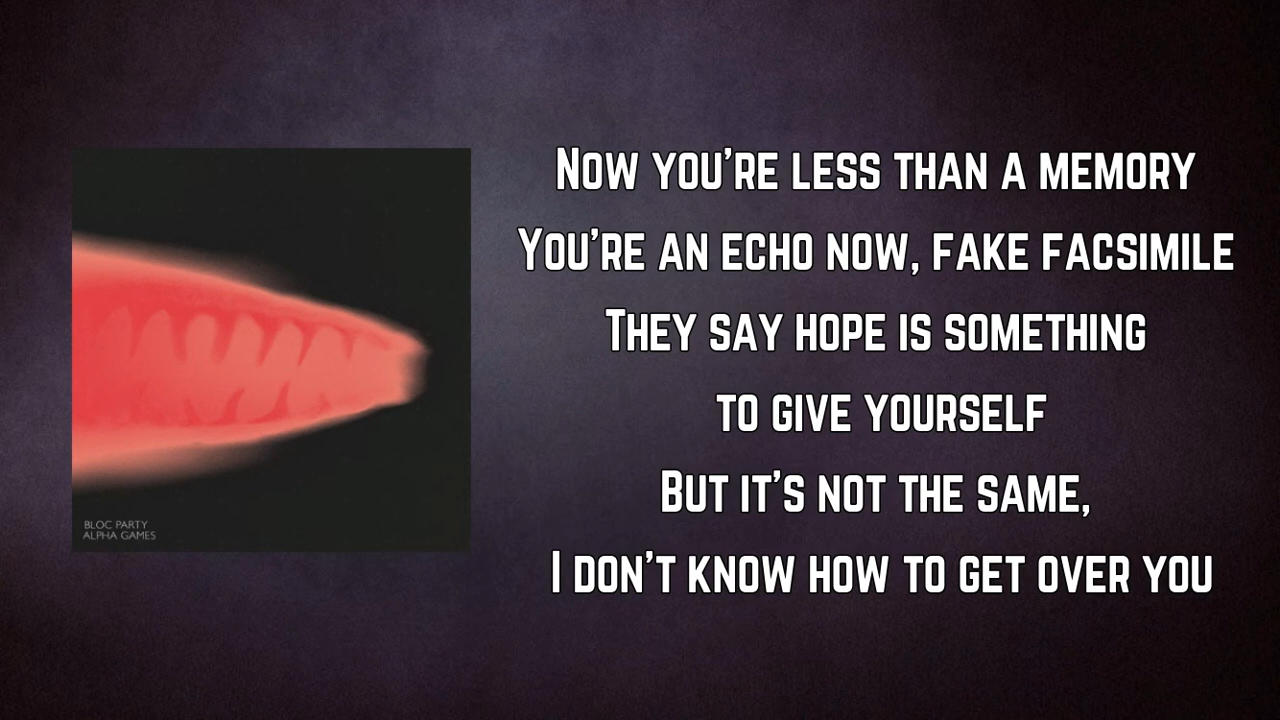 Now you're less than a memory
You're an echo now, fake facsimile
They say hope is something
to give yourself
But it's not the same,
I don't know how to get over you
BLOC PARTY
ALPHA GAMES